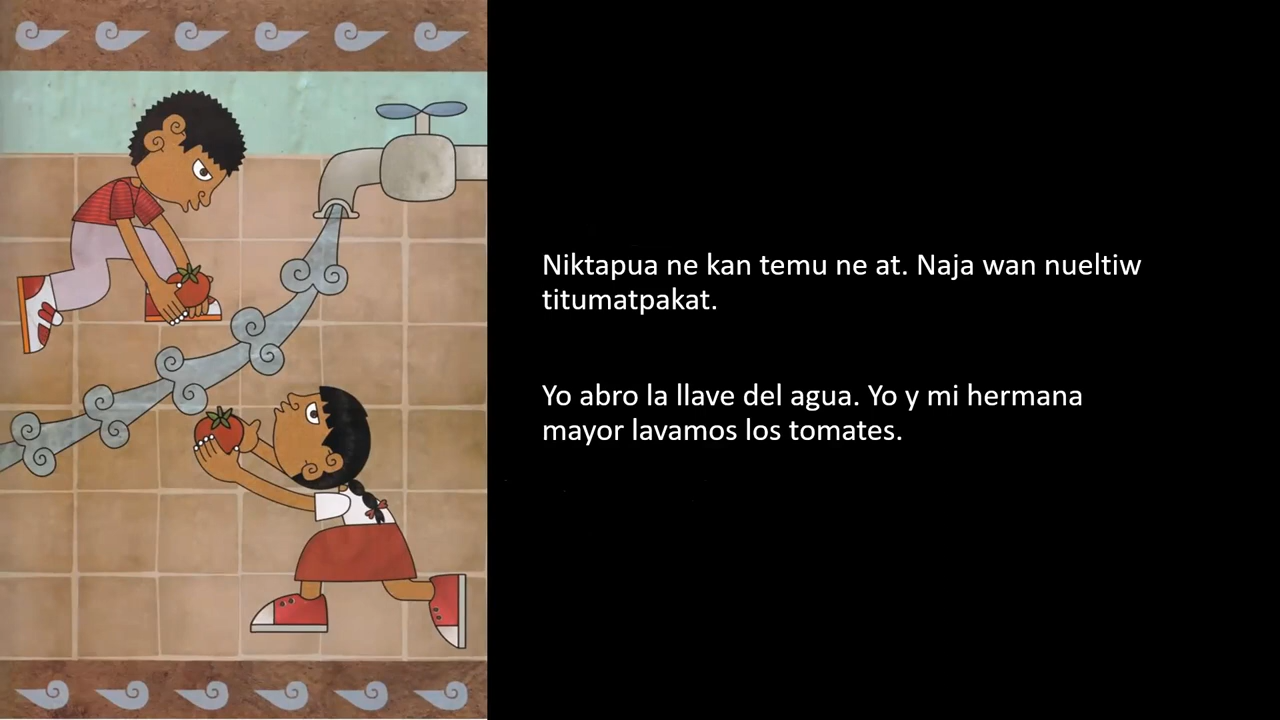 Niktapua ne kan temu ne at. Naja wan nueltiw
titumatpakat.
Yo abro la llave del agua. Yo y mi hermana
mayor lavamos los tomates.